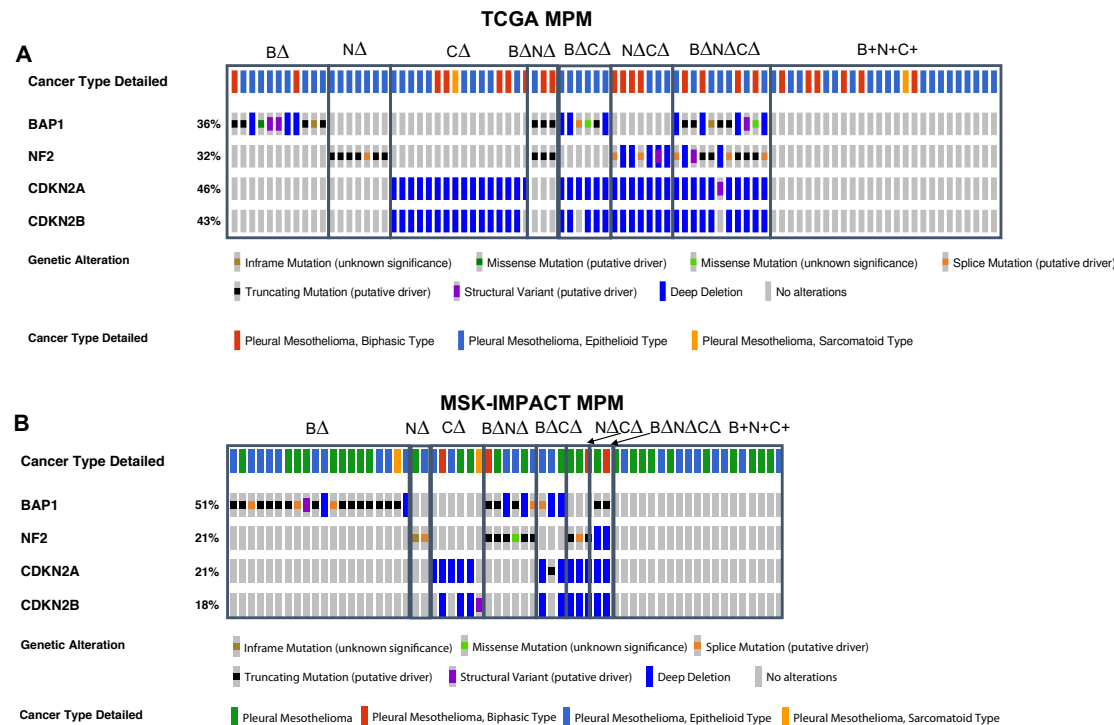 TCGA MPM
A
BΔ NΔ CΔ BΔNΔ BΔCΔ NΔCΔ BΔNΔCΔ B+N+C+
Cancer Type Detailed
BAP1 36%
NF2 32%
CDKN2A 46%
CDKN2B 43%
Genetic Alteration Inframe Mutation (unknown significance) Missense Mutation (putative driver) Missense Mutation (unknown significance) Splice Mutation (putative driver)
Truncating Mutation (putative driver) Structural Variant (putative driver) Deep Deletion No alterations
Cancer Type Detailed Pleural Mesothelioma, Biphasic Type Pleural Mesothelioma, Epithelioid Type Pleural Mesothelioma, Sarcomatoid Type
MSK-IMPACT MPM
B
BΔ NΔ CΔ BΔNΔ BΔCΔ NΔCΔ BΔNΔCΔ B+N+C+
Cancer Type Detailed
BAP1 51%
NF2 21%
CDKN2A 21%
CDKN2B 18%
Genetic Alteration Inframe Mutation (unknown significance) Missense Mutation (unknown significance) Splice Mutation (putative driver)
Truncating Mutation (putative driver) Structural Variant (putative driver) Deep Deletion No alterations
Cancer Type Detailed Pleural Mesothelioma Pleural Mesothelioma, Biphasic Type Pleural Mesothelioma, Epithelioid Type Pleural Mesothelioma, Sarcomatoid Type